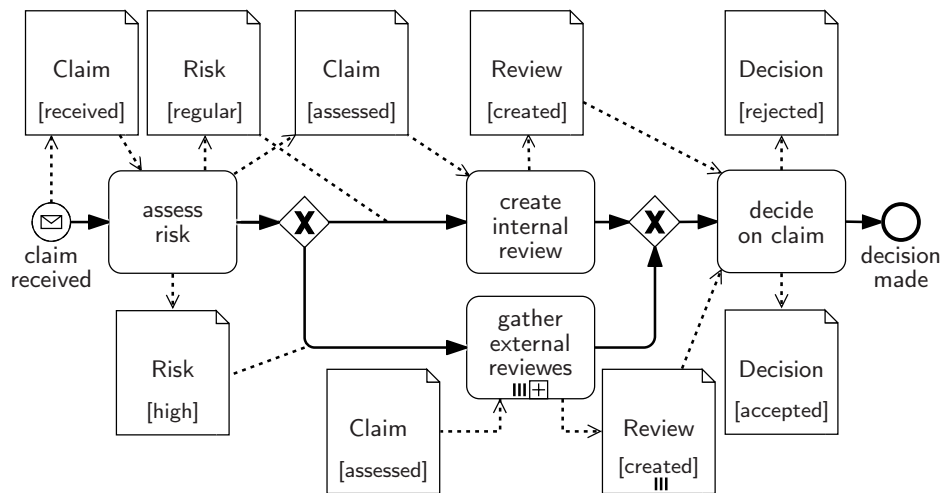 Claim
[received]
Risk
[regular]
Claim
[assessed]
Review
[created]
Decision
[rejected]
claim
received
assess
risk
X
create
internal
review
X
decide
on claim
decision
made
Risk
[high]
gather
external
reviewes
Claim
[assessed]
Review
[created]
Decision
[accepted]